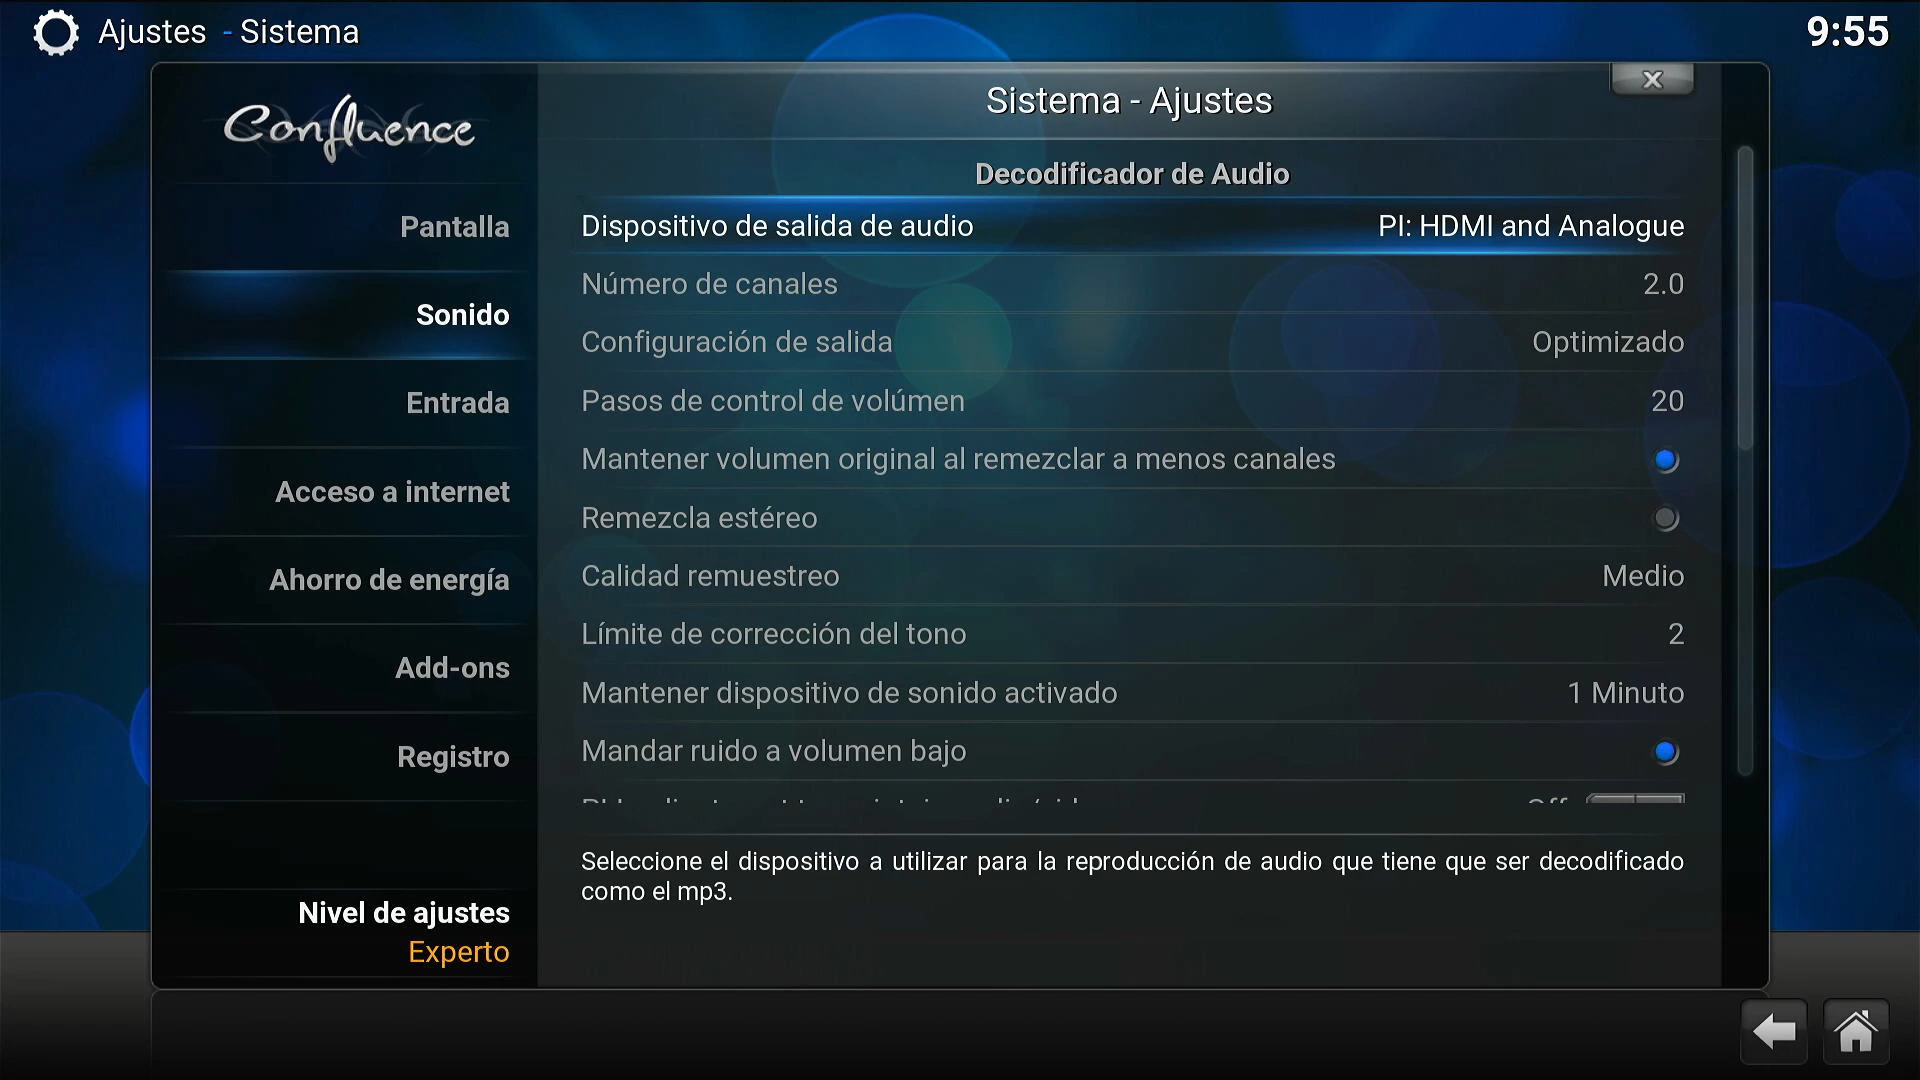 Ajustes - Sistema
9:55
Confluence
Sistema - Ajustes
Decodificador de Audio
Pantalla
Sonido
Entrada
Acceso a internet
Ahorro de energía
Add-ons
Registro
Nivel de ajustes
Experto
Dispositivo de salida de audio PI: HDMI and Analogue
Número de canales 2.0
Configuración de salida Optimizado
Pasos de control de volúmen 20
Mantener volumen original al remezclar a menos canales
Remezcla estéreo
Calidad remuestreo Medio
Límite de corrección del tono 2
Mantener dispositivo de sonido activado 1 Minuto
Mandar ruido a volumen bajo
Off
Seleccione el dispositivo a utilizar para la reproducción de audio que tiene que ser decodificado
como el mp3.